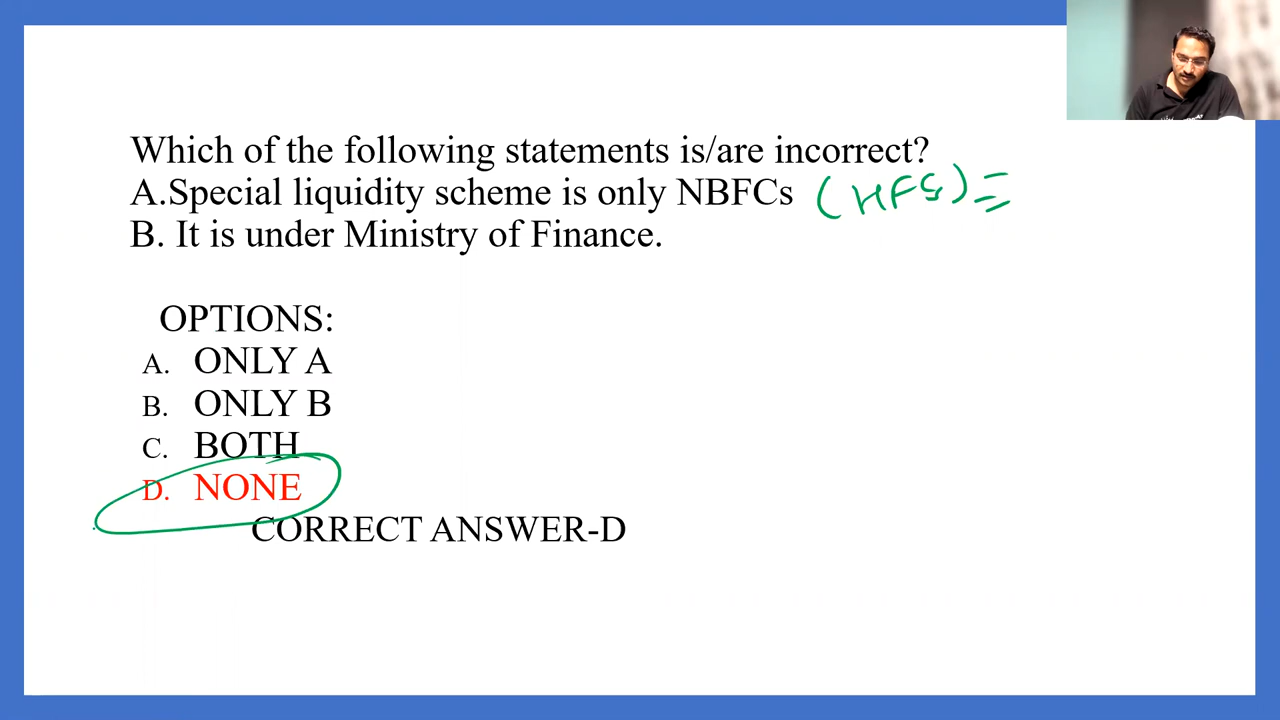 Which of the following statements is/are incorrect?
A.Special liquidity scheme is only NBFCs (HFS)
B. It is under Ministry of Finance.
OPTIONS:
A. ONLY A
B. ONLY B
C. BOTH
D. NONE
CORRECT ANSWER-D